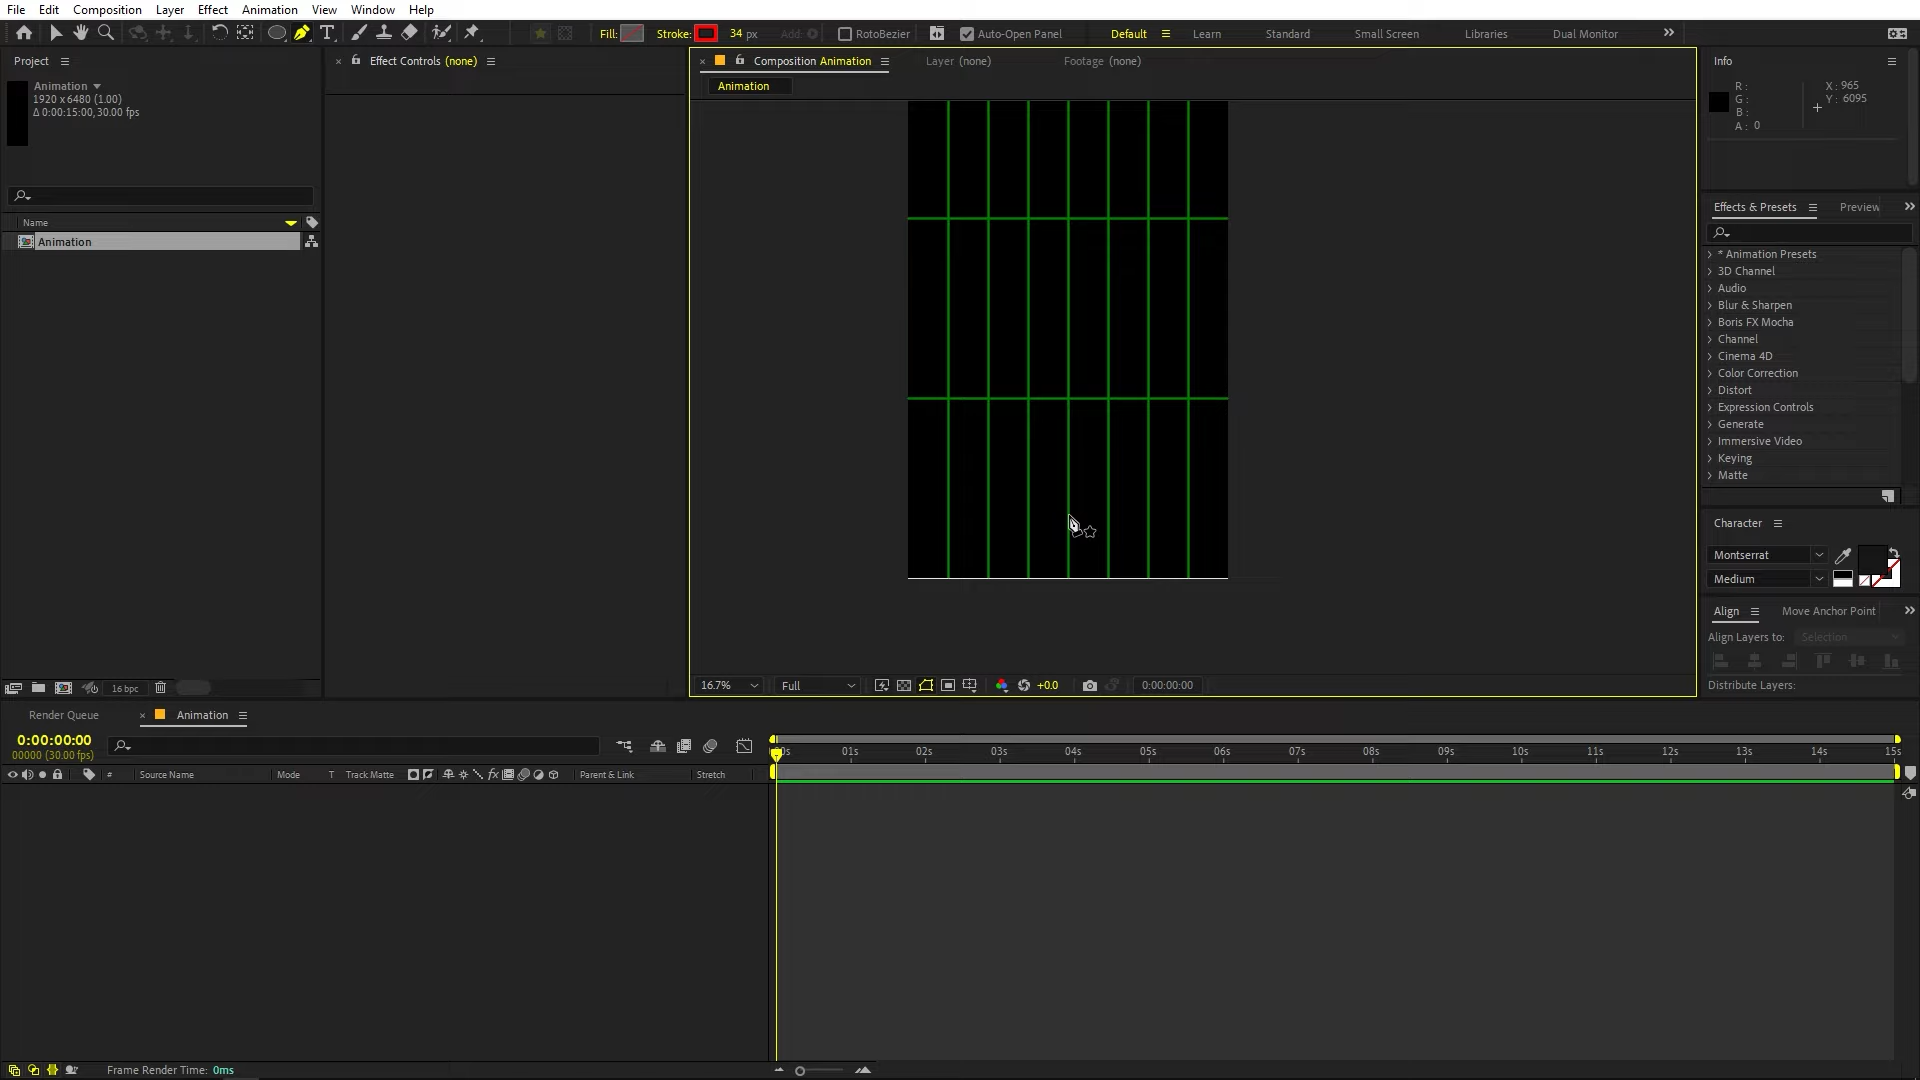 File Edit Composition Layer Effect Animation View Window Help
Fill: Stroke: 34 px Add: RotoBezier Auto-Open Panel Default Learn Standard Small Screen Libraries Dual Monitor
Project
Animation
1920 x 6480 (1.00)
Δ 0:00:15:00, 30.00 fps
Name
Animation
16 bpc
Effect Controls (none)
Composition Animation Layer (none) Footage (none)
Animation
16.7% Full +0.0 0:00:00:00
Info
R :
G :
B :
A : 0
X : 965
Y : 6095
Effects & Presets Preview
* Animation Presets
3D Channel
Audio
Blur & Sharpen
Boris FX Mocha
Channel
Cinema 4D
Color Correction
Distort
Expression Controls
Generate
Immersive Video
Keying
Matte
Character
Montserrat
Medium
Align Move Anchor Point
Align Layers to: Selection
Distribute Layers:
Render Queue Animation
0:00:00:00
00000 (30.00 fps)
# Source Name Mode T Track Matte fx Parent & Link Stretch
00s 01s 02s 03s 04s 05s 06s 07s 08s 09s 10s 11s 12s 13s 14s 15s
Frame Render Time: 0ms